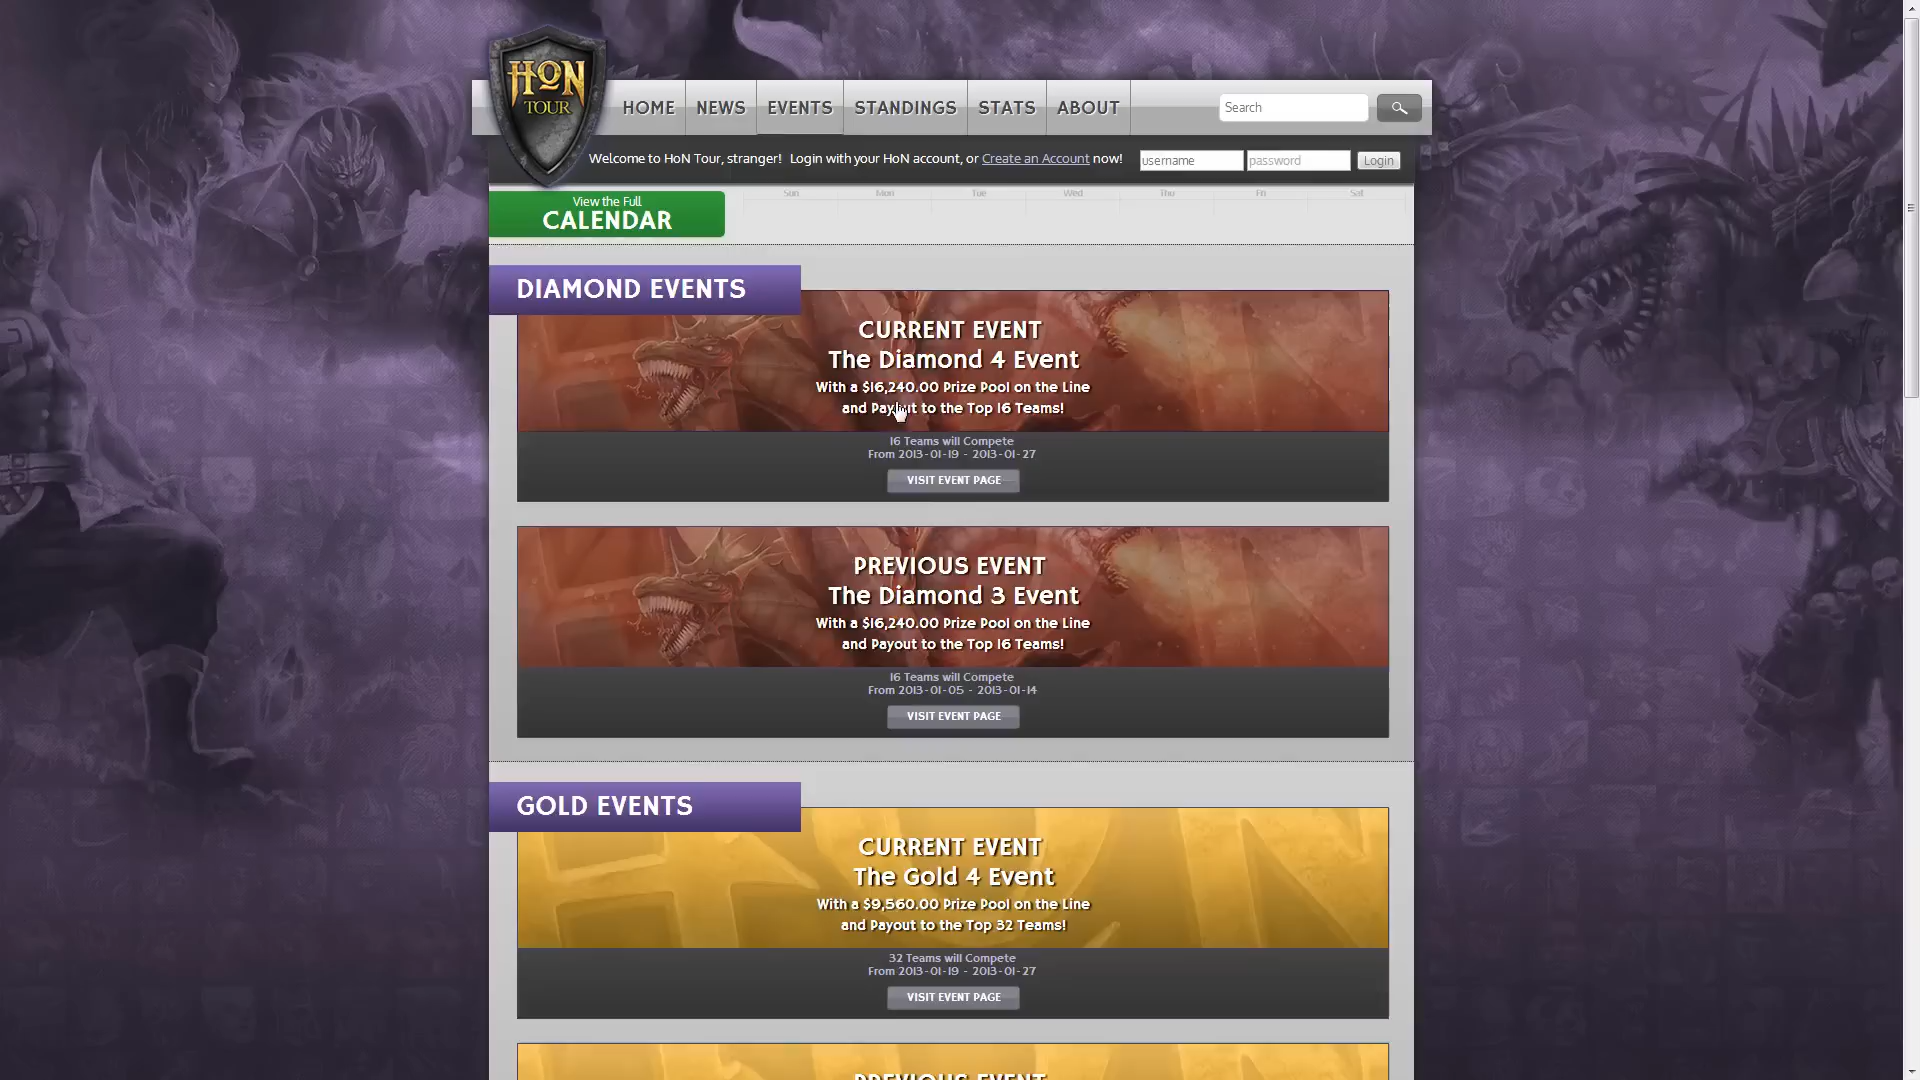 HON
TOUR
HOME NEWS EVENTS STANDINGS STATS ABOUT
Search
Welcome to HoN Tour, stranger! Login with your HoN account, or Create an Account now!
username
password
Login
View the Full
CALENDAR
Sun Mon Tue Wed Thu Fri Sat
DIAMOND EVENTS
CURRENT EVENT
The Diamond 4 Event
With a $16,240.00 Prize Pool on the Line
and Payout to the Top 16 Teams!
16 Teams will Compete
From 2013-01-19 - 2013-01-27
VISIT EVENT PAGE
PREVIOUS EVENT
The Diamond 3 Event
With a $16,240.00 Prize Pool on the Line
and Payout to the Top 16 Teams!
16 Teams will Compete
From 2013-01-05 - 2013-01-14
VISIT EVENT PAGE
GOLD EVENTS
CURRENT EVENT
The Gold 4 Event
With a $9,560.00 Prize Pool on the Line
and Payout to the Top 32 Teams!
32 Teams will Compete
From 2013-01-19 - 2013-01-27
VISIT EVENT PAGE
PREVIOUS EVENT